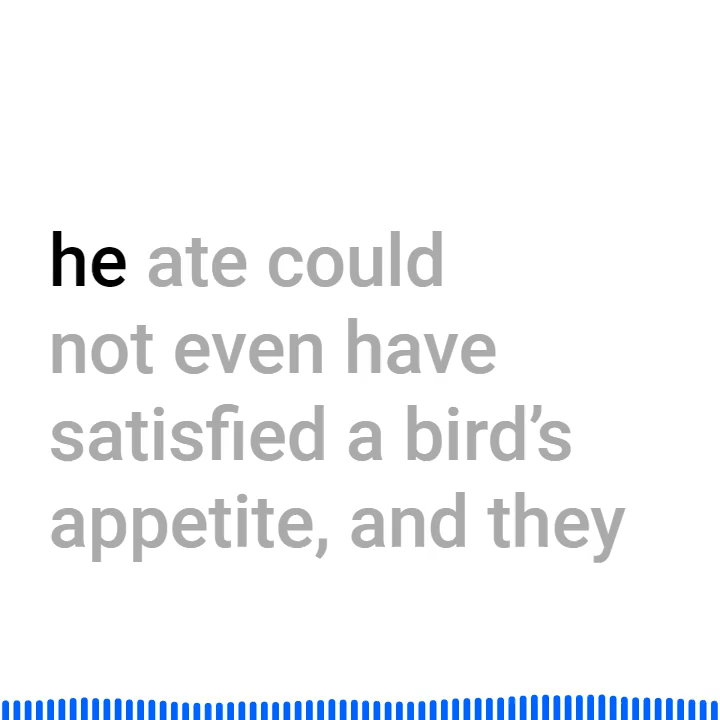 he ate could
not even have
satisfied a bird’s
appetite, and they